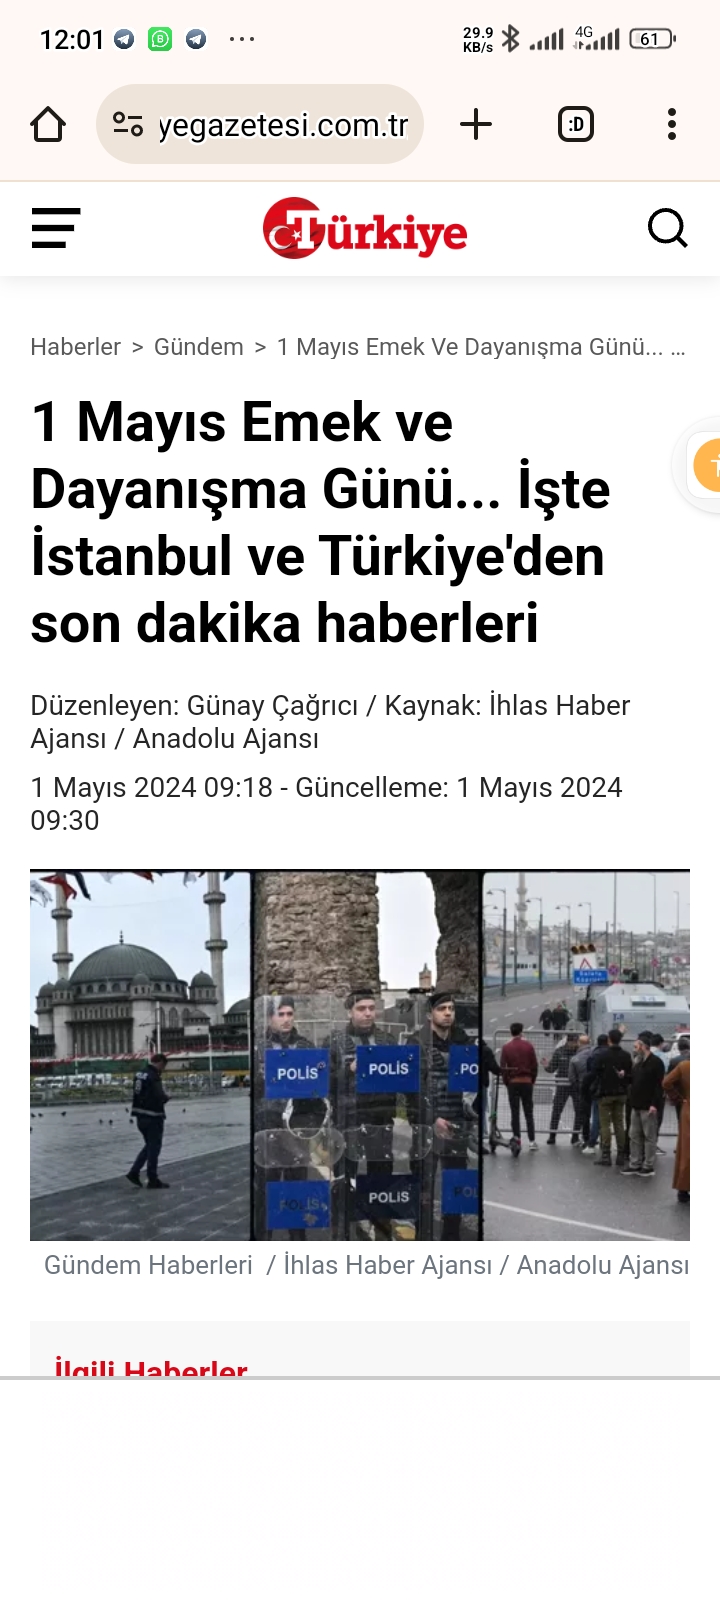 12:01
29.9
KB/s
4G
61
yegazetesi.com.tr
:D
Türkiye
Haberler > Gündem > 1 Mayıs Emek Ve Dayanışma Günü... ...
1 Mayıs Emek ve
Dayanışma Günü... İşte
İstanbul ve Türkiye'den
son dakika haberleri
Düzenleyen: Günay Çağrıcı / Kaynak: İhlas Haber
Ajansı / Anadolu Ajansı
1 Mayıs 2024 09:18 - Güncelleme: 1 Mayıs 2024
09:30
POLİS
POLİS
PO
POLİS
POLİS
POL
Gündem Haberleri / İhlas Haber Ajansı / Anadolu Ajansı
İlgili Haberler